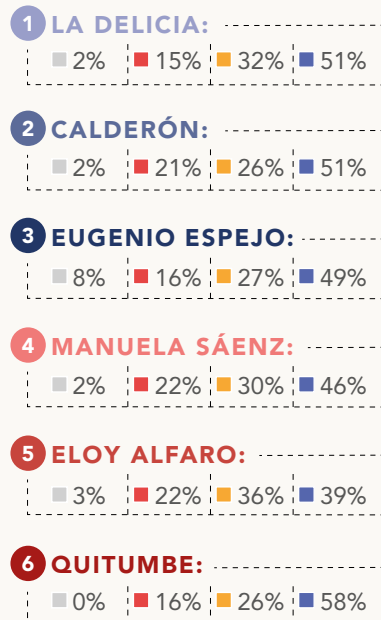 1 LA DELICIA:
2% 15% 32% 51%
2 CALDERÓN:
2% 21% 26% 51%
3 EUGENIO ESPEJO:
8% 16% 27% 49%
4 MANUELA SÁENZ:
2% 22% 30% 46%
5 ELOY ALFARO:
3% 22% 36% 39%
6 QUITUMBE:
0% 16% 26% 58%